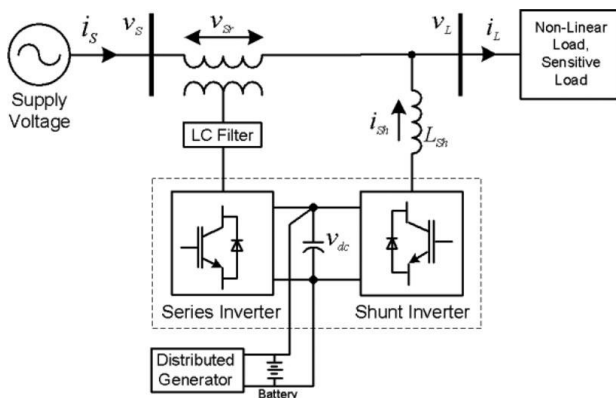 i_S
v_S
v_Sr
v_L
i_L
Non-Linear
Load,
Sensitive
Load
Supply
Voltage
LC Filter
i_Sh
L_Sh
v_dc
Series Inverter
Shunt Inverter
Distributed
Generator
Battery